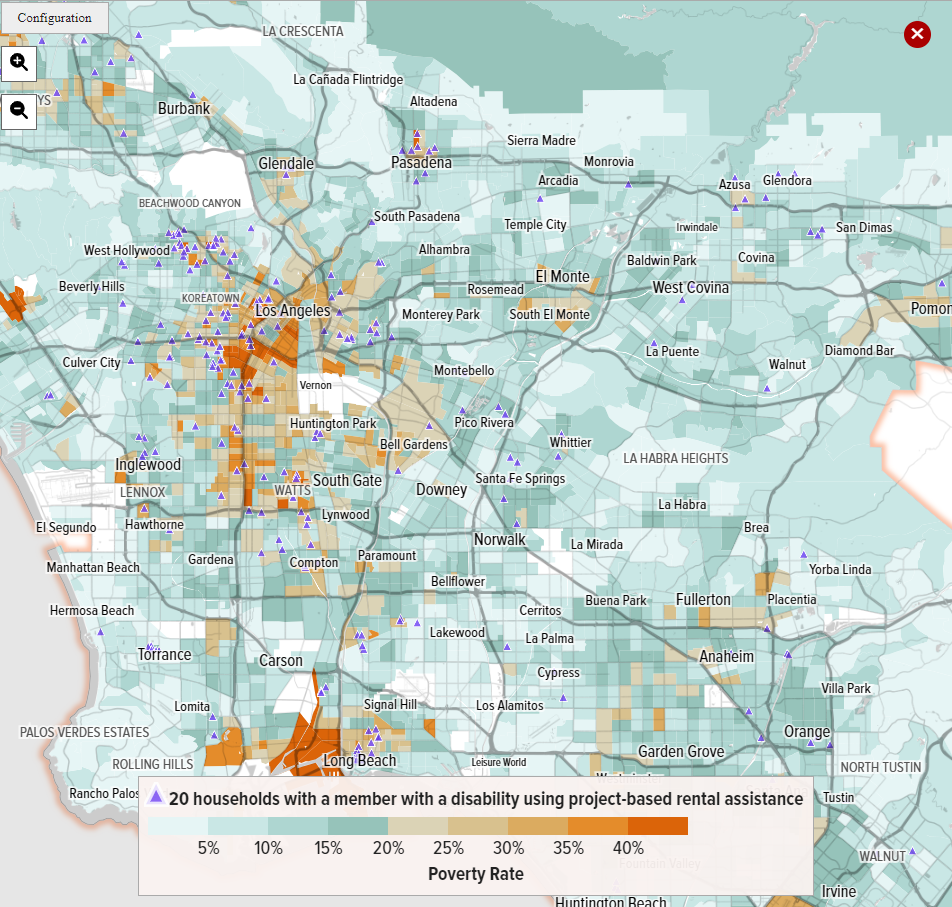 Configuration
LA CRESCENTA
La Cañada Flintridge
YS
Burbank
Altadena
Sierra Madre
Glendale
Pasadena
Monrovia
Arcadia
Azusa
Glendora
BEACHWOOD CANYON
South Pasadena
Temple City
Irwindale
San Dimas
West Hollywood
Alhambra
Baldwin Park
Covina
El Monte
Beverly Hills
Rosemead
West Covina
KOREATOWN
Los Angeles
Monterey Park
South El Monte
Pomon
Culver City
La Puente
Diamond Bar
Montebello
Walnut
Vernon
Huntington Park
Pico Rivera
Bell Gardens
Whittier
LA HABRA HEIGHTS
Inglewood
South Gate
Santa Fe Springs
LENNOX
WATTS
Downey
La Habra
El Segundo
Hawthorne
Lynwood
Brea
Norwalk
La Mirada
Manhattan Beach
Gardena
Compton
Paramount
Yorba Linda
Bellflower
Hermosa Beach
Cerritos
Buena Park
Fullerton
Placentia
Torrance
Lakewood
La Palma
Carson
Anaheim
Cypress
Villa Park
Lomita
Signal Hill
Los Alamitos
PALOS VERDES ESTATES
Orange
Garden Grove
ROLLING HILLS
Long Beach
Leisure World
NORTH TUSTIN
Rancho Palos
20 households with a member with a disability using project-based rental assistance
Tustin
5% 10% 15% 20% 25% 30% 35% 40%
WALNUT
Fountain Valley
Poverty Rate
Irvine
Huntington Beach